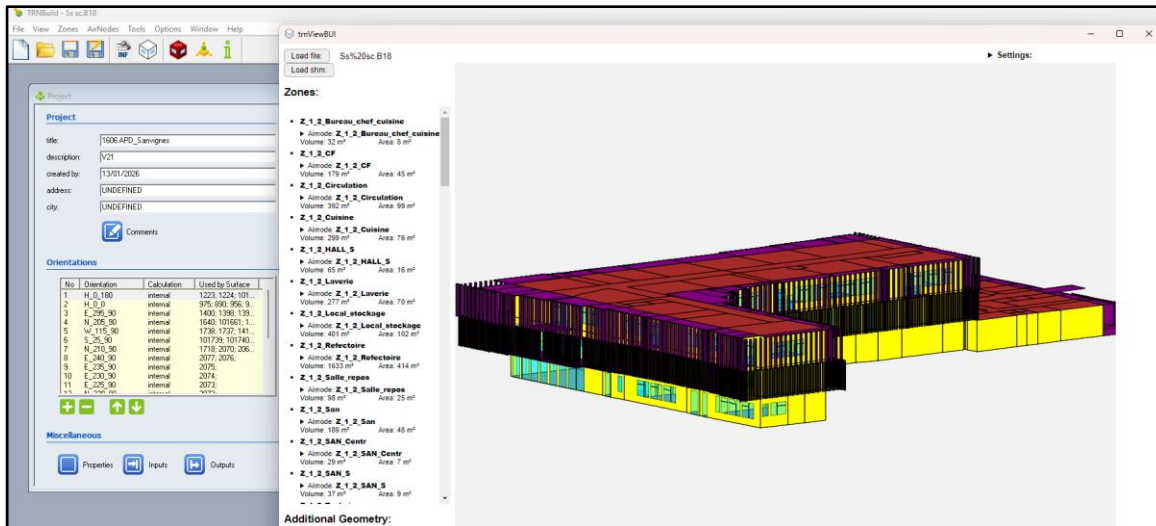 TRNBuild - Ss sc.B18
File View Zones AirNodes Tools Options Window Help
INF
Project
Project
title: 1606 APD_Sanvignes
description: V21
created by: 13/01/2026
address: UNDEFINED
city: UNDEFINED
Comments
Orientations
No Orientation Calculation Used by Surface
1 H_0_180 internal 1223; 1224; 101...
2 H_0_0 internal 975; 890; 956; 9...
3 E_295_90 internal 1400; 1398; 139...
4 N_205_90 internal 1640; 101661; 1...
5 W_115_90 internal 1738; 1737; 141...
6 S_25_90 internal 101739; 101740...
7 N_210_90 internal 1718; 2070; 206...
8 E_240_90 internal 2077; 2076;
9 E_235_90 internal 2075;
10 E_230_90 internal 2074;
11 E_225_90 internal 2073;
Miscellaneous
Properties Inputs Outputs
trnViewBUI
Load file: Ss%20sc.B18
Load shm:
Settings:
Zones:
Z_1_2_Bureau_chef_cuisine
Airnode: Z_1_2_Bureau_chef_cuisine
Volume: 32 m³ Area: 8 m²
Z_1_2_CF
Airnode: Z_1_2_CF
Volume: 179 m³ Area: 45 m²
Z_1_2_Circulation
Airnode: Z_1_2_Circulation
Volume: 392 m³ Area: 99 m²
Z_1_2_Cuisine
Airnode: Z_1_2_Cuisine
Volume: 299 m³ Area: 76 m²
Z_1_2_HALL_S
Airnode: Z_1_2_HALL_S
Volume: 65 m³ Area: 16 m²
Z_1_2_Laverie
Airnode: Z_1_2_Laverie
Volume: 277 m³ Area: 70 m²
Z_1_2_Local_stockage
Airnode: Z_1_2_Local_stockage
Volume: 401 m³ Area: 102 m²
Z_1_2_Refectoire
Airnode: Z_1_2_Refectoire
Volume: 1633 m³ Area: 414 m²
Z_1_2_Salle_repos
Airnode: Z_1_2_Salle_repos
Volume: 98 m³ Area: 25 m²
Z_1_2_San
Airnode: Z_1_2_San
Volume: 189 m³ Area: 48 m²
Z_1_2_SAN_Centr
Airnode: Z_1_2_SAN_Centr
Volume: 29 m³ Area: 7 m²
Z_1_2_SAN_S
Airnode: Z_1_2_SAN_S
Volume: 37 m³ Area: 9 m²
Additional Geometry: